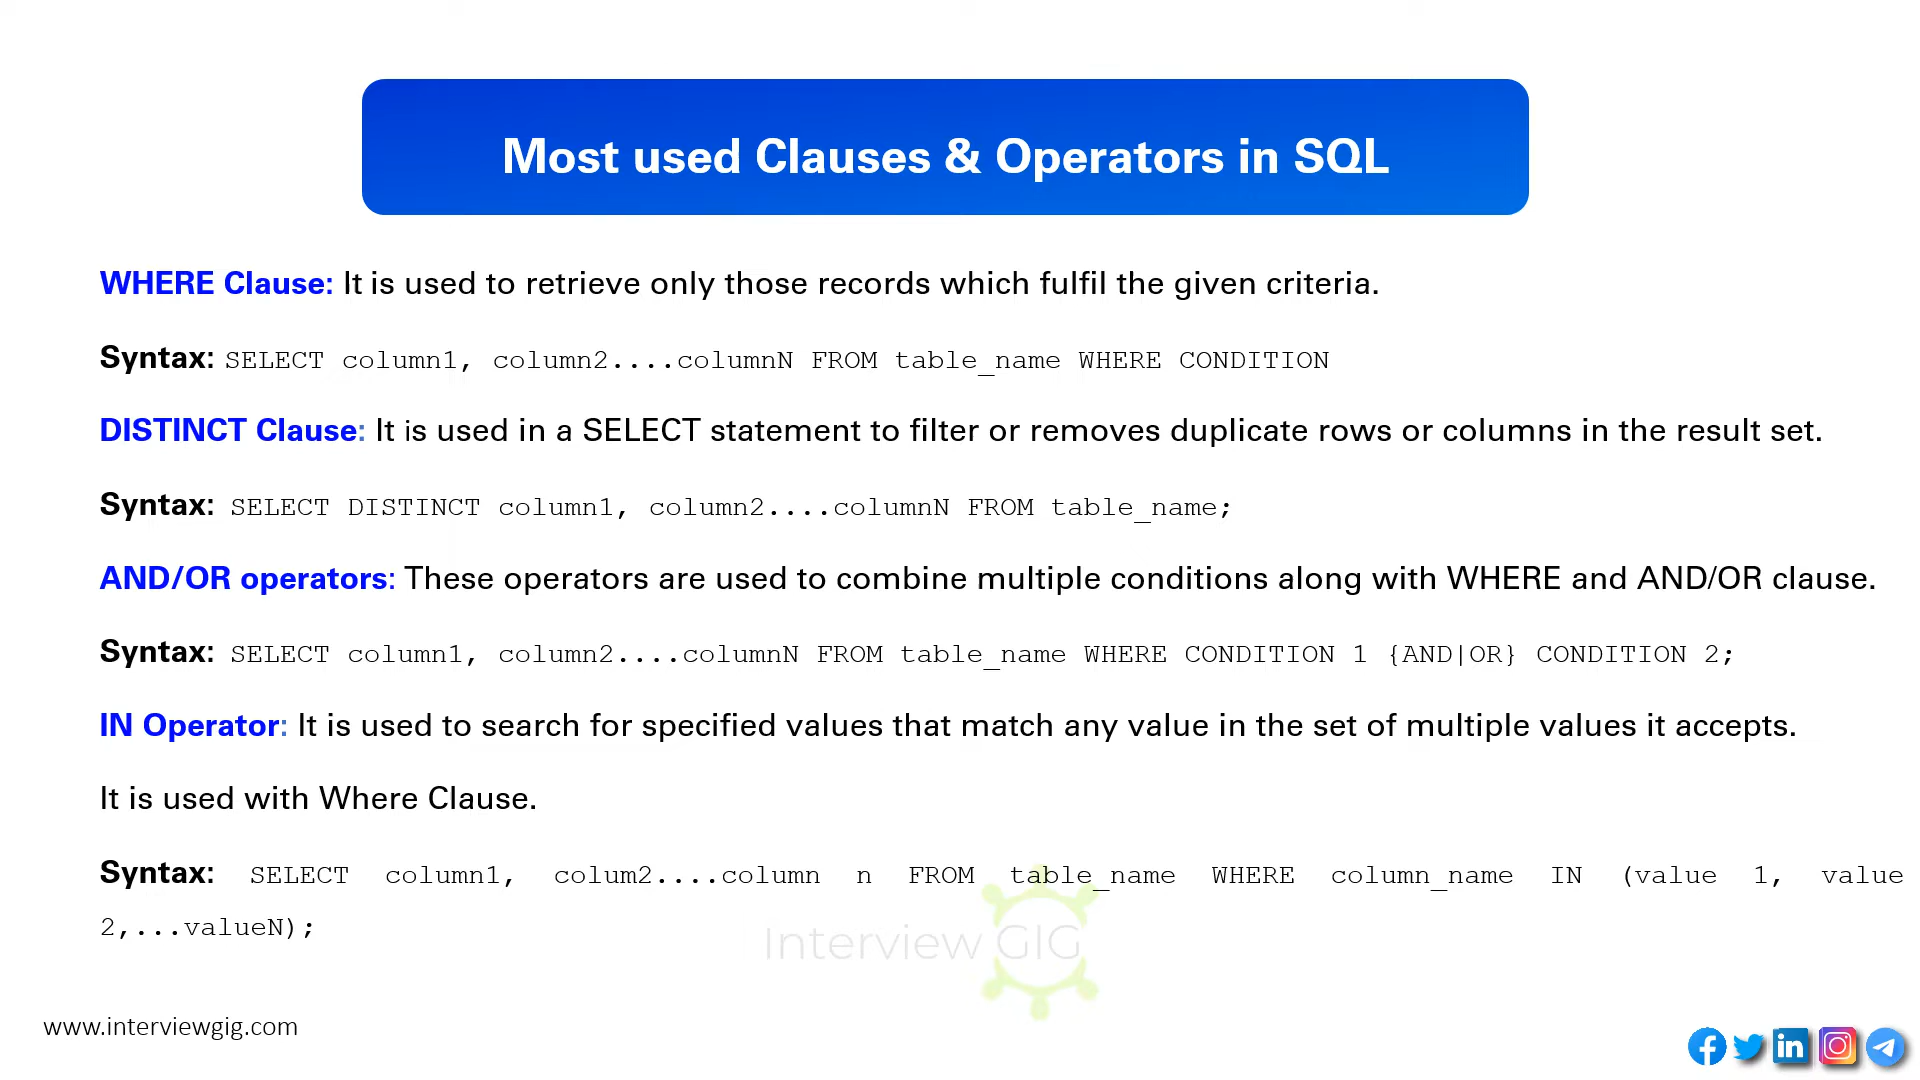 Most used Clauses & Operators in SQL
WHERE Clause: It is used to retrieve only those records which fulfil the given criteria.
Syntax: SELECT column1, column2....columnN FROM table_name WHERE CONDITION
DISTINCT Clause: It is used in a SELECT statement to filter or removes duplicate rows or columns in the result set.
Syntax: SELECT DISTINCT column1, column2....columnN FROM table_name;
AND/OR operators: These operators are used to combine multiple conditions along with WHERE and AND/OR clause.
Syntax: SELECT column1, column2....columnN FROM table_name WHERE CONDITION 1 {AND|OR} CONDITION 2;
IN Operator: It is used to search for specified values that match any value in the set of multiple values it accepts.
It is used with Where Clause.
Syntax: SELECT column1, colum2....column n FROM table_name WHERE column_name IN (value 1, value
2,...valueN);
Interview GIG
www.interviewgig.com